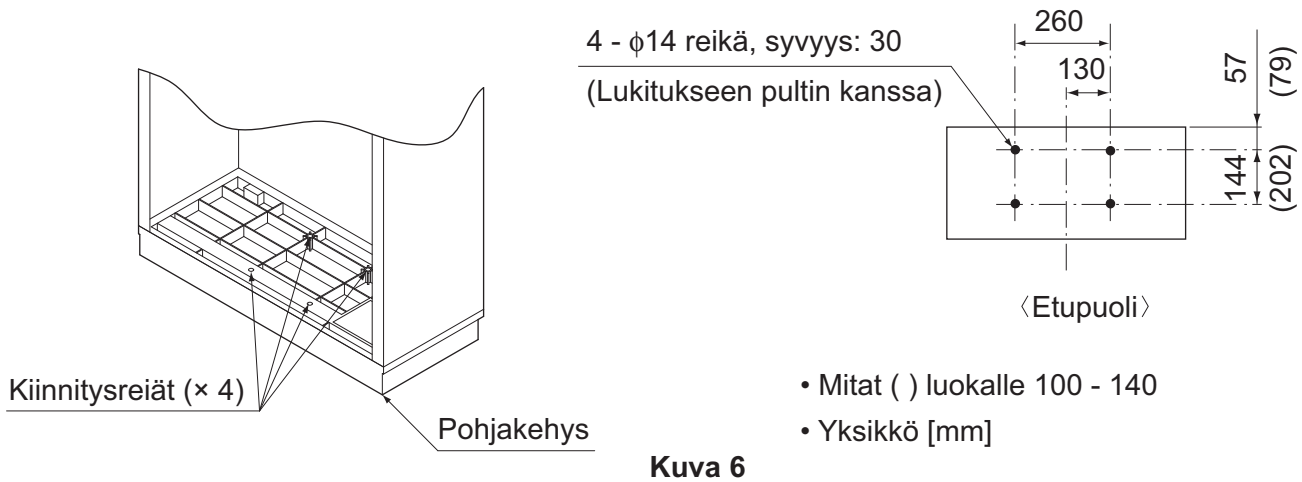 4 - ϕ14 reikä, syvyys: 30
(Lukitukseen pultin kanssa)
260
130
57
(79)
144
(202)
〈Etupuoli〉
Kiinnitysreiät (× 4)
Pohjakehys
• Mitat ( ) luokalle 100 - 140
• Yksikkö [mm]
Kuva 6